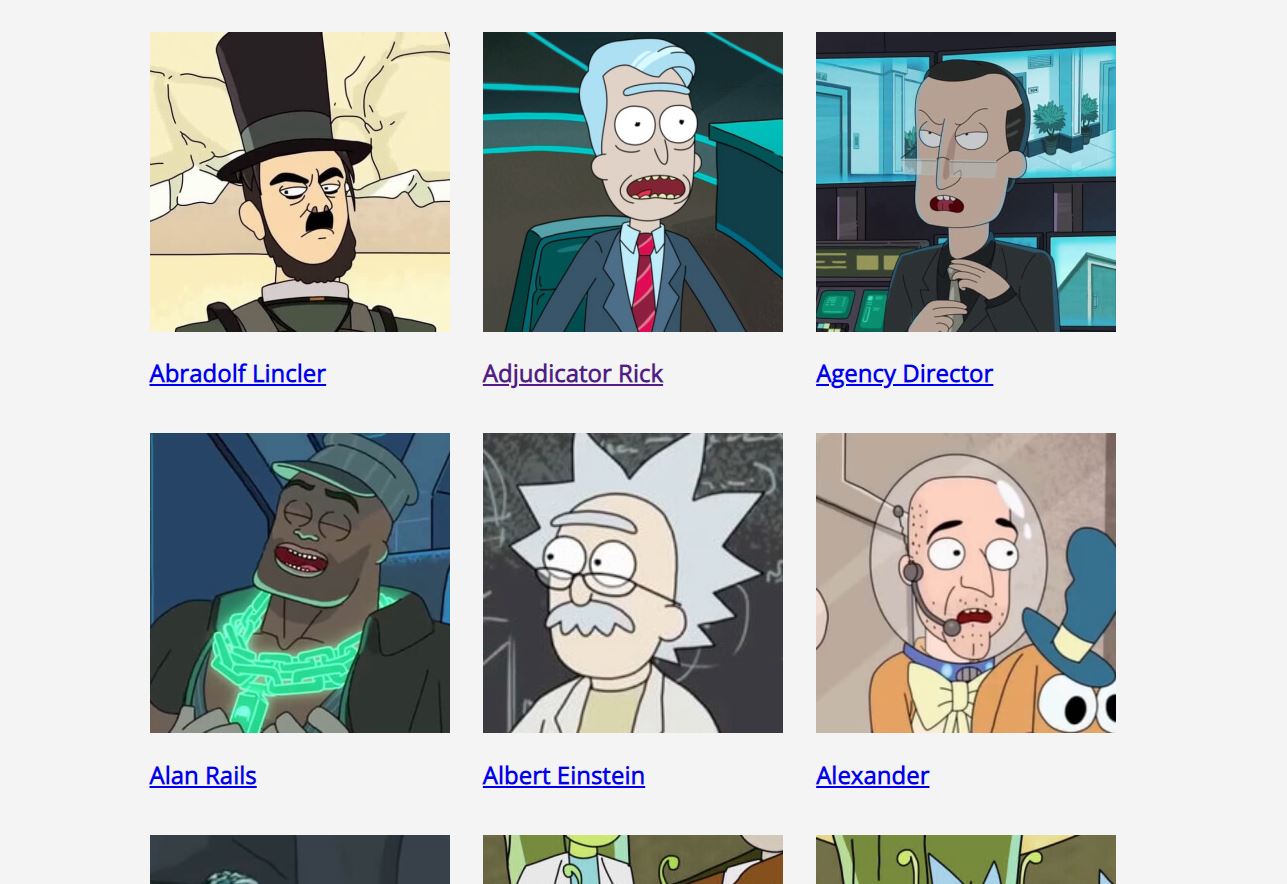 Abradolf Lincler
Adjudicator Rick
Agency Director
Alan Rails
Albert Einstein
Alexander